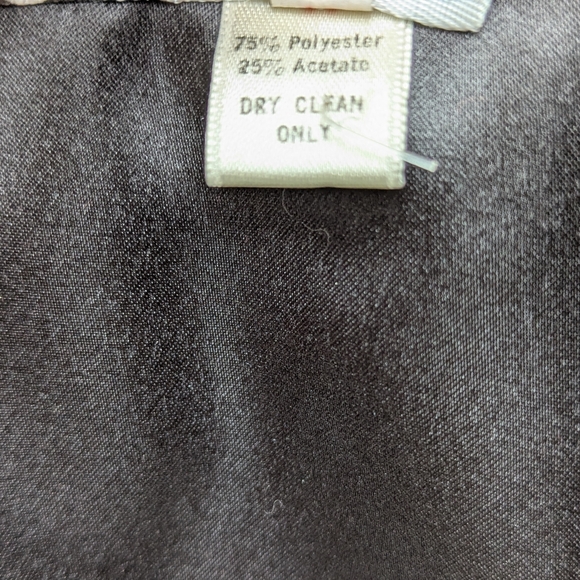 75% Polyester
25% Acetate
DRY CLEAN
ONLY